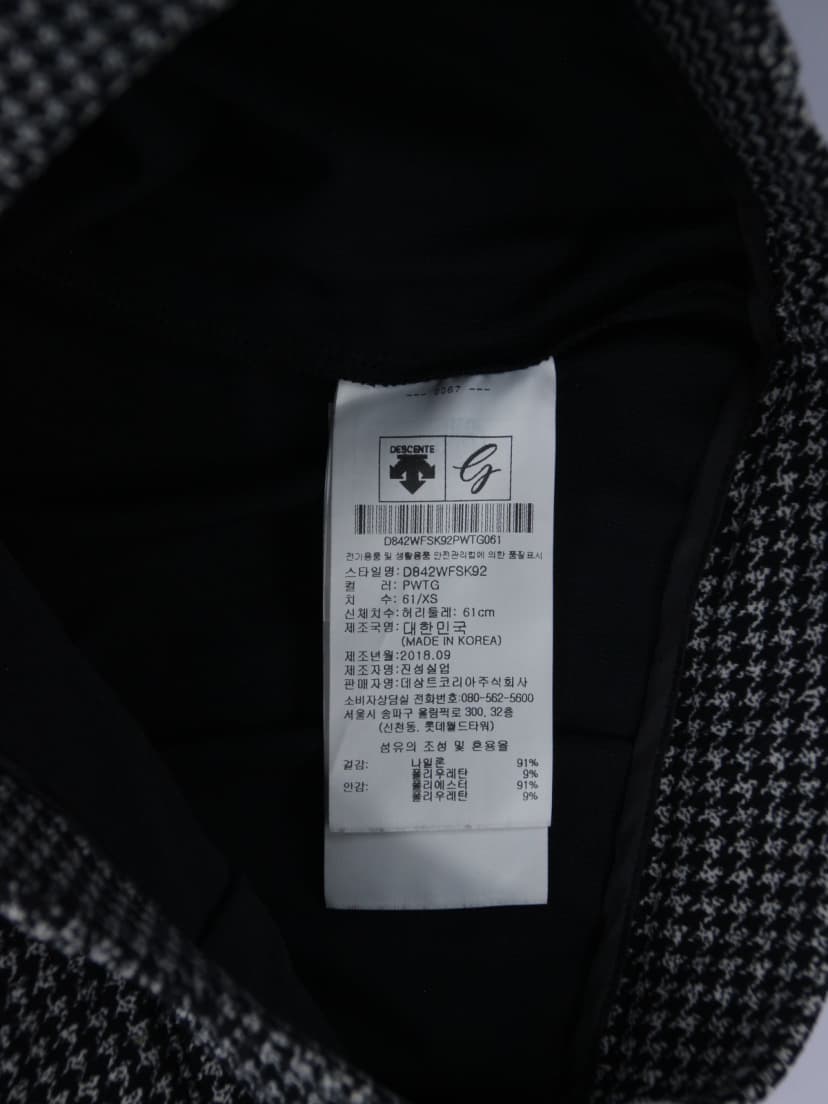 --- 2067 ---
DESCENTE
G
D842WFSK92PWTG061
전기용품 및 생활용품 안전관리법에 의한 품질표시
스타일명: D842WFSK92
컬 러: PWTG
치 수: 61/XS
신체치수: 허리둘레: 61cm
제조국명: 대한민국
(MADE IN KOREA)
제조년월: 2018.09
제조자명: 진성실업
판매자명: 데상트코리아주식회사
소비자상담실 전화번호: 080-562-5600
서울시 송파구 올림픽로 300, 32층
(신천동, 롯데월드타워)
섬유의 조성 및 혼용율
겉감: 나일론 91%
폴리우레탄 9%
안감: 폴리에스터 91%
폴리우레탄 9%